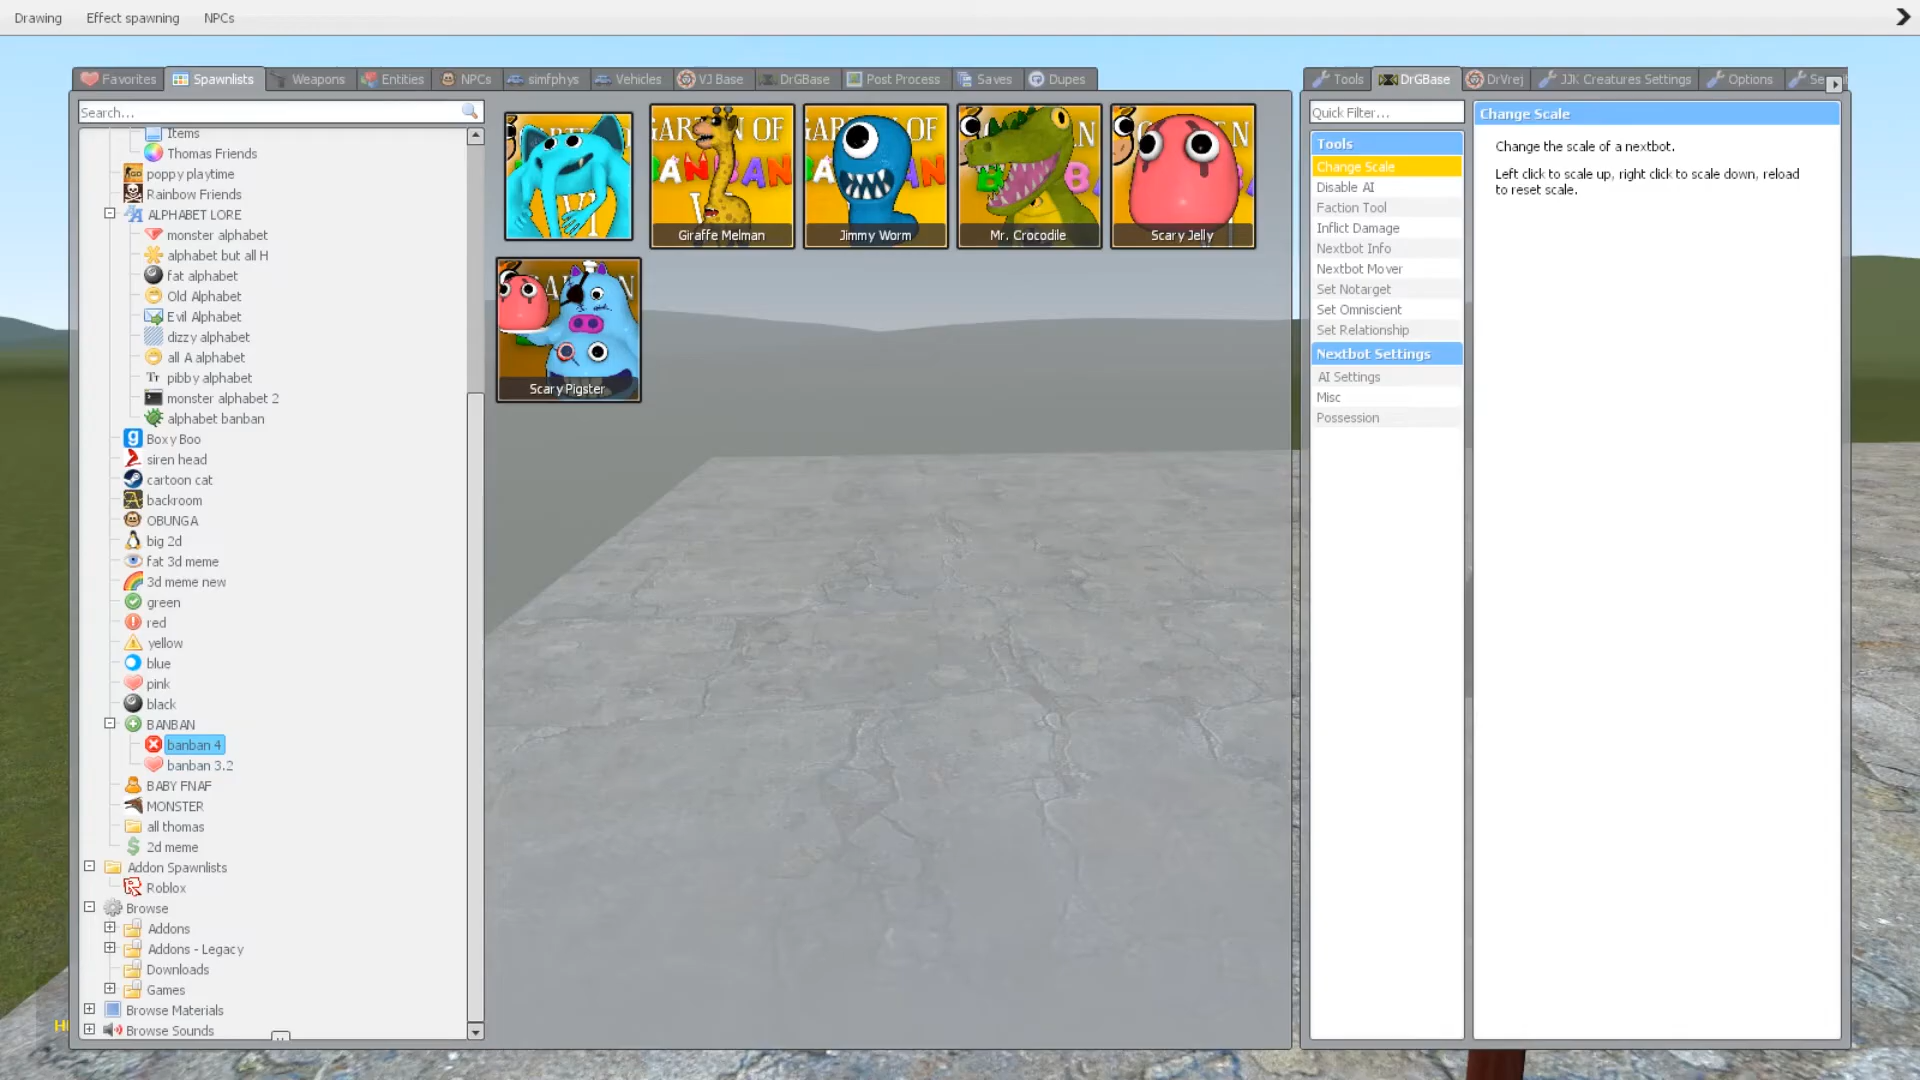 Drawing Effect spawning NPCs
Favorites Spawnlists Weapons Entities NPCs simfphys Vehicles VJ Base DrGBase Post Process Saves Dupes
Tools DrGBase DrVrej JJK Creatures Settings Options
Search...
Items
Thomas Friends
poppy playtime
Rainbow Friends
ALPHABET LORE
monster alphabet
alphabet but all H
fat alphabet
Old Alphabet
Evil Alphabet
dizzy alphabet
all A alphabet
pibby alphabet
monster alphabet 2
alphabet banban
Boxy Boo
siren head
cartoon cat
backroom
OBUNGA
big 2d
fat 3d meme
3d meme new
green
red
yellow
blue
pink
black
BANBAN
banban 4
banban 3.2
BABY FNAF
MONSTER
all thomas
2d meme
Addon Spawnlists
Roblox
Browse
Addons
Addons - Legacy
Downloads
Games
Browse Materials
Browse Sounds
Giraffe Melman
Jimmy Worm
Mr. Crocodile
Scary Jelly
Scary Pigster
Quick Filter...
Tools
Change Scale
Disable AI
Faction Tool
Inflict Damage
Nextbot Info
Nextbot Mover
Set Notarget
Set Omniscient
Set Relationship
Nextbot Settings
AI Settings
Misc
Possession
Change Scale
Change the scale of a nextbot.
Left click to scale up, right click to scale down, reload
to reset scale.